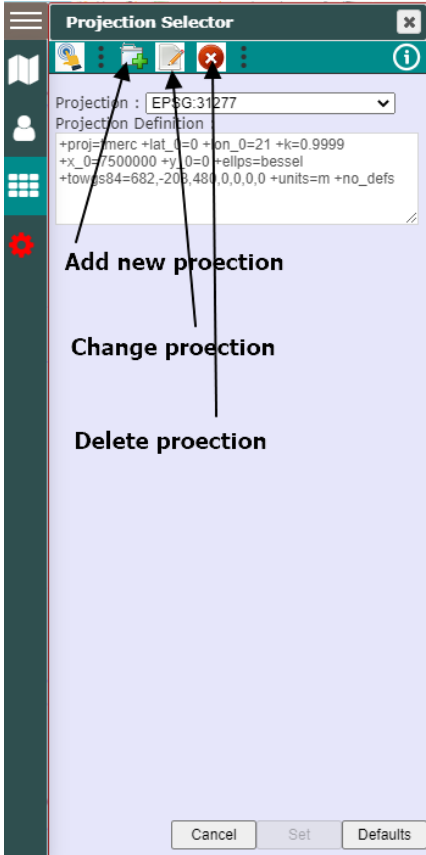 Projection Selector
Projection : EPSG:31277
Projection Definition :
+proj=tmerc +lat_0=0 +lon_0=21 +k=0.9999
+x_0=7500000 +y_0=0 +ellps=bessel
+towgs84=682,-203,480,0,0,0,0 +units=m +no_defs
Add new proection
Change proection
Delete proection
Cancel Set Defaults